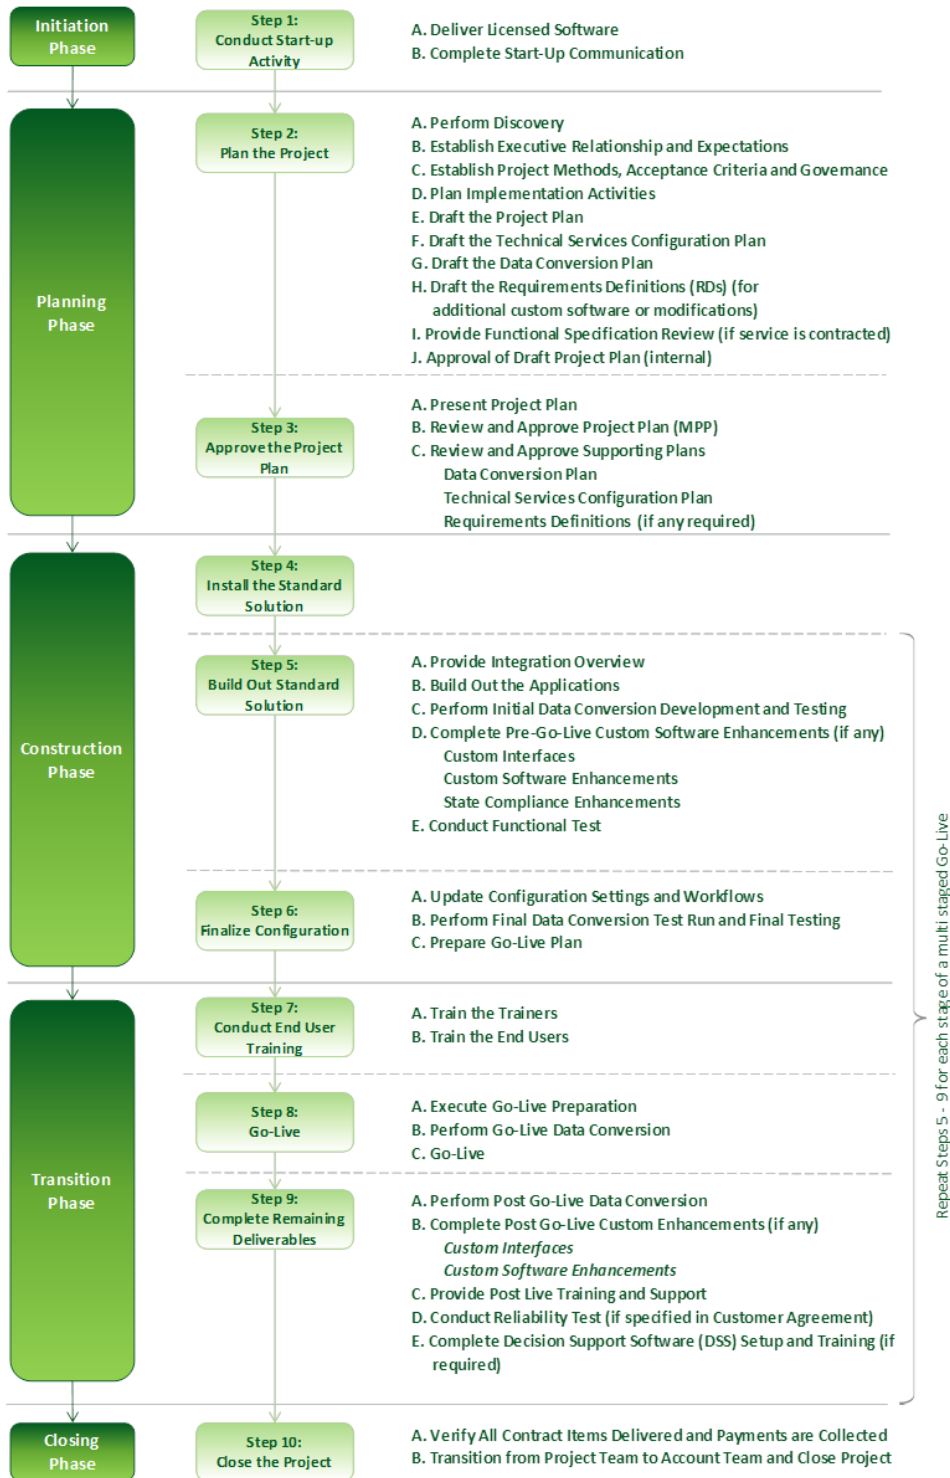 Initiation
Phase
Step 1:
Conduct Start-up
Activity
A. Deliver Licensed Software
B. Complete Start-Up Communication
Planning
Phase
Step 2:
Plan the Project
A. Perform Discovery
B. Establish Executive Relationship and Expectations
C. Establish Project Methods, Acceptance Criteria and Governance
D. Plan Implementation Activities
E. Draft the Project Plan
F. Draft the Technical Services Configuration Plan
G. Draft the Data Conversion Plan
H. Draft the Requirements Definitions (RDs) (for
additional custom software or modifications)
I. Provide Functional Specification Review (if service is contracted)
J. Approval of Draft Project Plan (internal)
Step 3:
Approve the Project
Plan
A. Present Project Plan
B. Review and Approve Project Plan (MPP)
C. Review and Approve Supporting Plans
Data Conversion Plan
Technical Services Configuration Plan
Requirements Definitions (if any required)
Construction
Phase
Step 4:
Install the Standard
Solution
Step 5:
Build Out Standard
Solution
A. Provide Integration Overview
B. Build Out the Applications
C. Perform Initial Data Conversion Development and Testing
D. Complete Pre-Go-Live Custom Software Enhancements (if any)
Custom Interfaces
Custom Software Enhancements
State Compliance Enhancements
E. Conduct Functional Test
Step 6:
Finalize Configuration
A. Update Configuration Settings and Workflows
B. Perform Final Data Conversion Test Run and Final Testing
C. Prepare Go-Live Plan
Transition
Phase
Step 7:
Conduct End User
Training
A. Train the Trainers
B. Train the End Users
Step 8:
Go-Live
A. Execute Go-Live Preparation
B. Perform Go-Live Data Conversion
C. Go-Live
Step 9:
Complete Remaining
Deliverables
A. Perform Post Go-Live Data Conversion
B. Complete Post Go-Live Custom Enhancements (if any)
Custom Interfaces
Custom Software Enhancements
C. Provide Post Live Training and Support
D. Conduct Reliability Test (if specified in Customer Agreement)
E. Complete Decision Support Software (DSS) Setup and Training (if
required)
Repeat Steps 5 - 9 for each stage of a multi staged Go-Live
Closing
Phase
Step 10:
Close the Project
A. Verify All Contract Items Delivered and Payments are Collected
B. Transition from Project Team to Account Team and Close Project